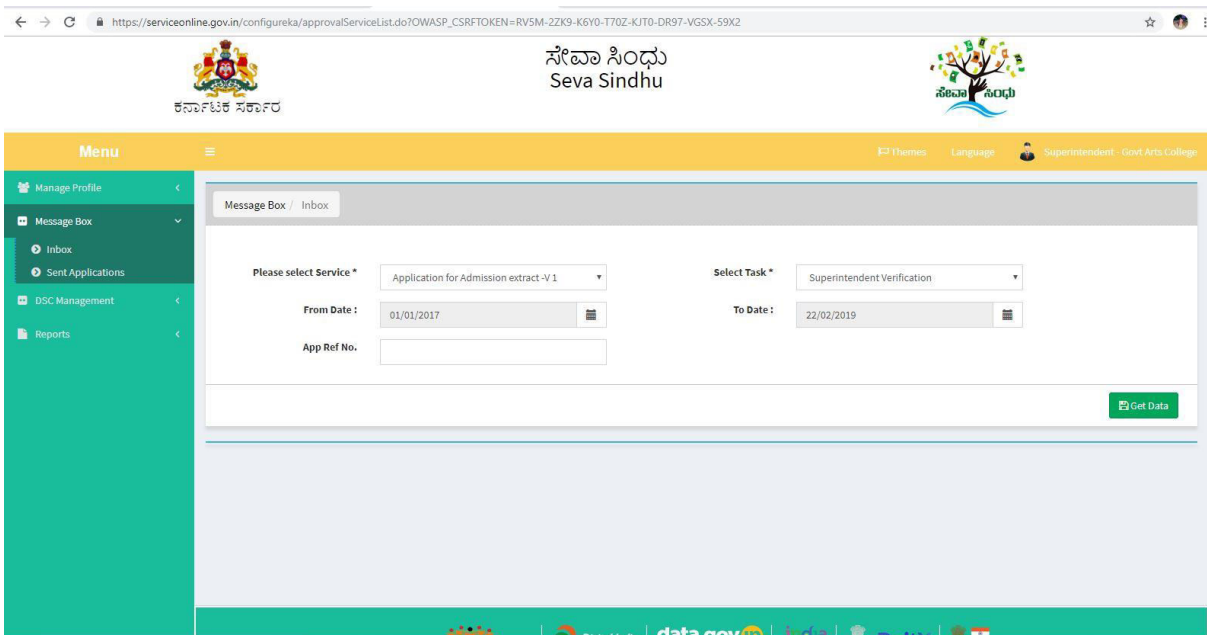 https://serviceonline.gov.in/configureka/approvalServiceList.do?OWASP_CSRFTOKEN=RV5M-2ZK9-K6Y0-T70Z-KJT0-DR97-VGSX-59X2
ಕರ್ನಾಟಕ ಸರ್ಕಾರ
ಸೇವಾ ಸಿಂಧು
Seva Sindhu
ಸೇವಾ ಸಿಂಧು
Menu
Themes Language Superintendent - Govt Arts College
Manage Profile
Message Box
Inbox
Sent Applications
DSC Management
Reports
Message Box / Inbox
Please select Service * Application for Admission extract -V 1 Select Task * Superintendent Verification
From Date : 01/01/2017 To Date : 22/02/2019
App Ref No.
Get Data
data.gov.in india